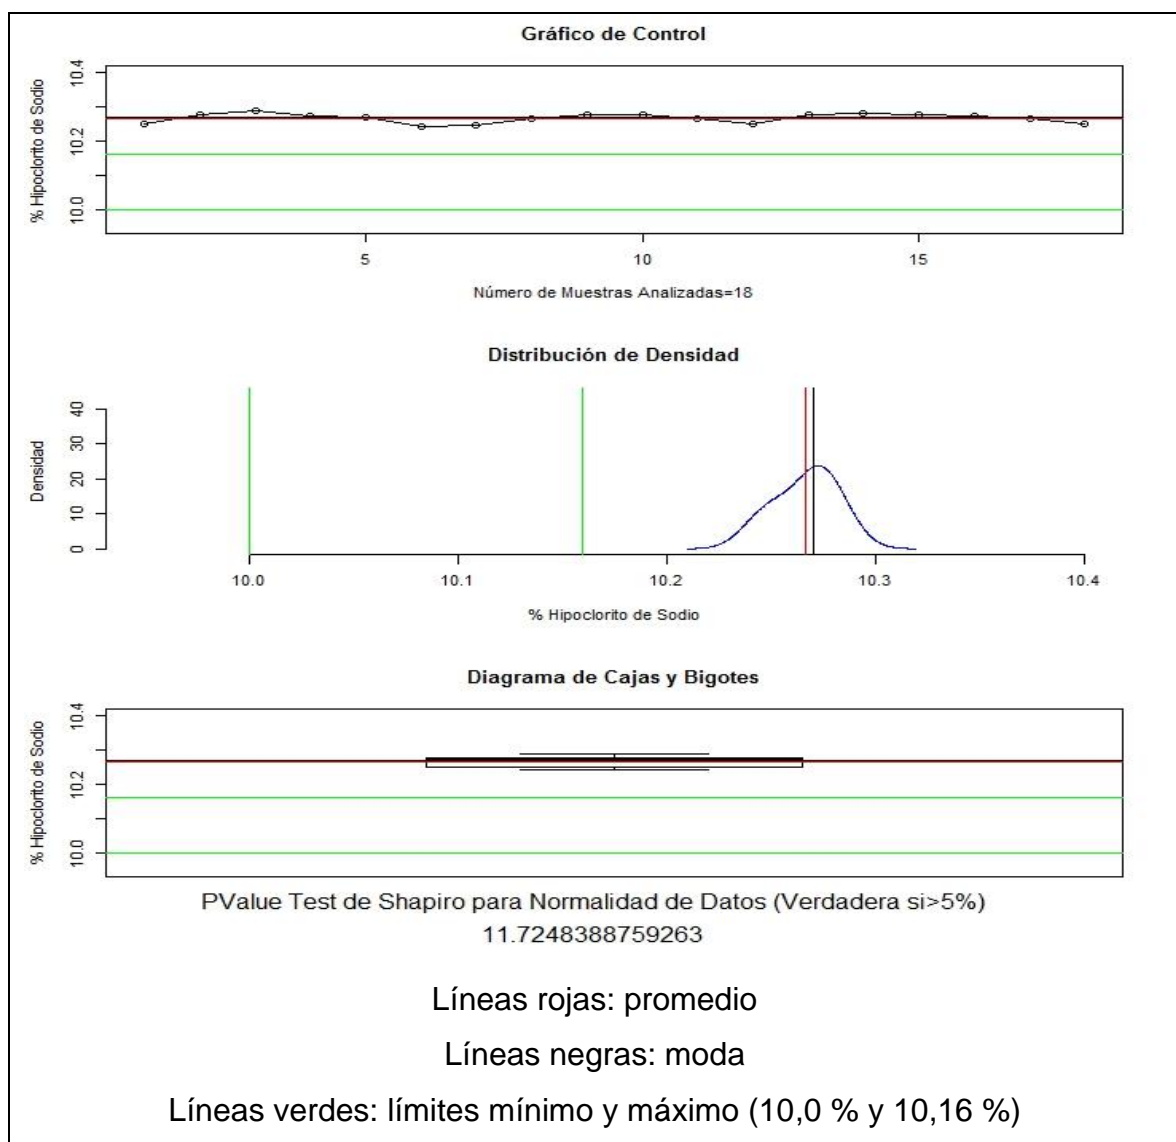 Gráfico de Control
% Hipoclorito de Sodio
10.0 10.2 10.4
5 10 15
Número de Muestras Analizadas=18
Distribución de Densidad
Densidad
0 10 20 30 40
10.0 10.1 10.2 10.3 10.4
% Hipoclorito de Sodio
Diagrama de Cajas y Bigotes
% Hipoclorito de Sodio
10.0 10.2 10.4
PValue Test de Shapiro para Normalidad de Datos (Verdadera si>5%)
11.7248388759263
Líneas rojas: promedio
Líneas negras: moda
Líneas verdes: límites mínimo y máximo (10,0 % y 10,16 %)